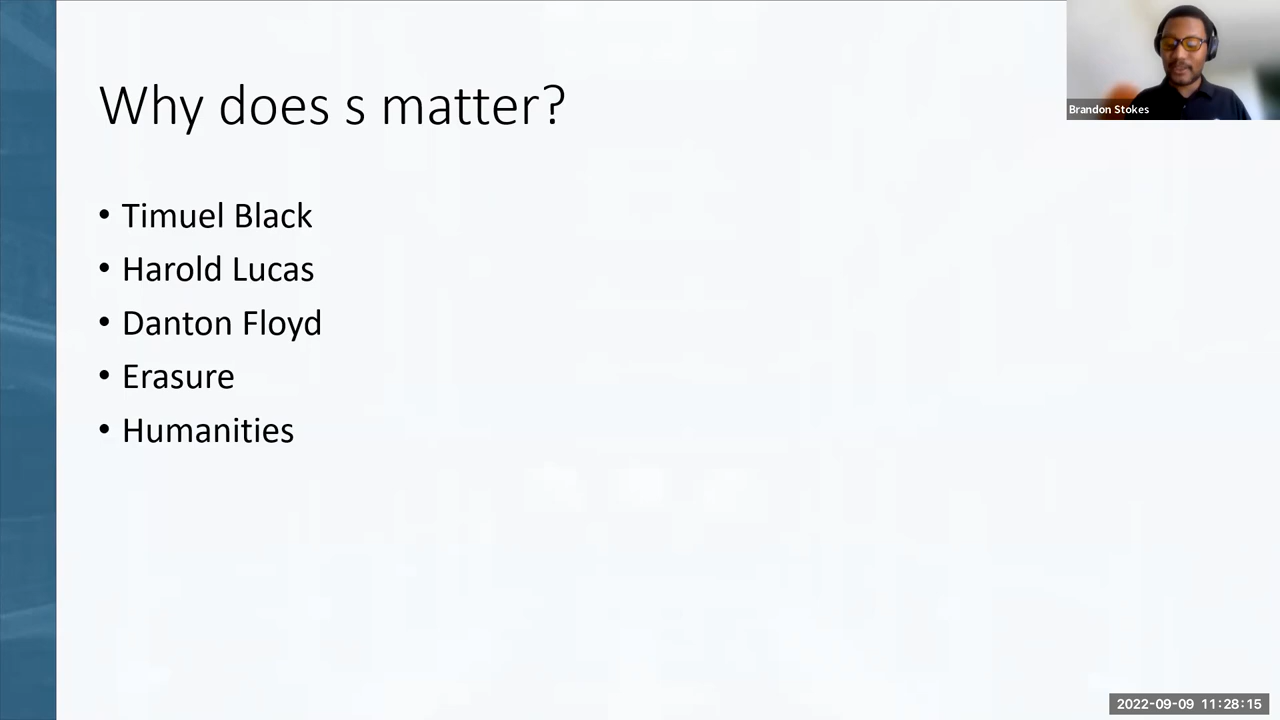 Why does s matter?
• Timuel Black
• Harold Lucas
• Danton Floyd
• Erasure
• Humanities
Brandon Stokes
2022-09-09 11:28:15